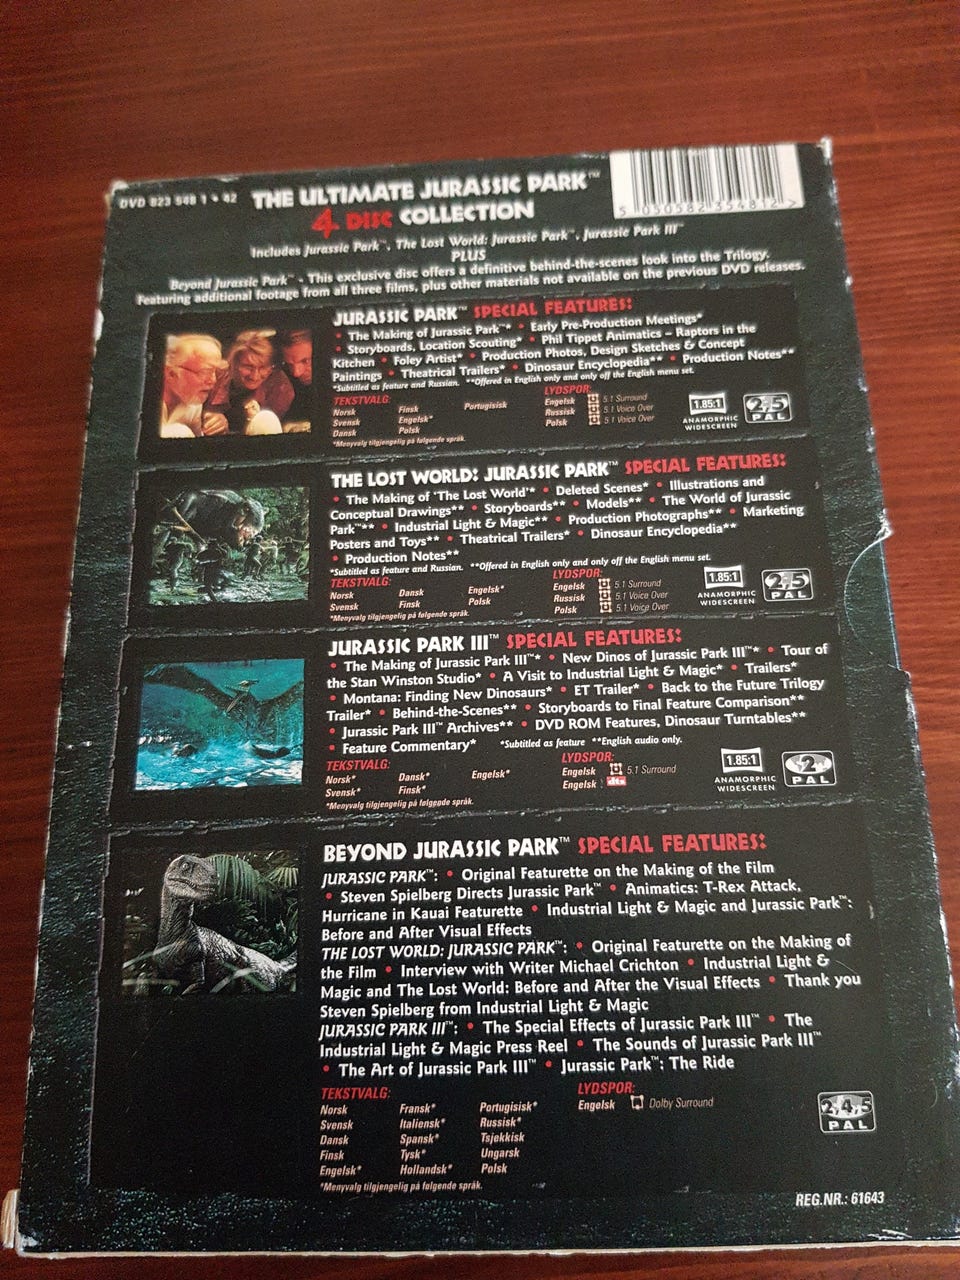 DVD 823 548 1 • 42
THE ULTIMATE JURASSIC PARK™
4 DISC COLLECTION
5 050582 354812 >
Includes Jurassic Park™, The Lost World: Jurassic Park™, Jurassic Park III™
PLUS
Beyond Jurassic Park™ - This exclusive disc offers a definitive behind-the-scenes look into the Trilogy.
Featuring additional footage from all three films, plus other materials not available on the previous DVD releases.
JURASSIC PARK™ SPECIAL FEATURES:
• The Making of Jurassic Park™* • Early Pre-Production Meetings*
• Storyboards, Location Scouting* • Phil Tippet Animatics – Raptors in the
Kitchen • Foley Artist* • Production Photos, Design Sketches & Concept
Paintings • Theatrical Trailers* • Dinosaur Encyclopedia** • Production Notes**
*Subtitled as feature and Russian. **Offered in English only and only off the English menu set.
TEKSTVALG:
Norsk Finsk Portugisisk
Svensk Engelsk*
Dansk Polsk
*Menyvalg tilgjengelig på følgende språk.
LYDSPOR:
Engelsk 5.1 Surround
Russisk 5.1 Voice Over
Polsk 5.1 Voice Over
1.85:1
ANAMORPHIC
WIDESCREEN
2,5
PAL
THE LOST WORLD: JURASSIC PARK™ SPECIAL FEATURES:
• The Making of 'The Lost World'* • Deleted Scenes* • Illustrations and
Conceptual Drawings** • Storyboards** • Models** • The World of Jurassic
Park™** • Industrial Light & Magic** • Production Photographs** • Marketing
Posters and Toys** • Theatrical Trailers* • Dinosaur Encyclopedia**
• Production Notes**
*Subtitled as feature and Russian. **Offered in English only and only off the English menu set.
TEKSTVALG:
Norsk Dansk Engelsk*
Svensk Finsk Polsk
*Menyvalg tilgjengelig på følgende språk.
LYDSPOR:
Engelsk 5.1 Surround
Russisk 5.1 Voice Over
Polsk 5.1 Voice Over
1.85:1
ANAMORPHIC
WIDESCREEN
2,5
PAL
JURASSIC PARK III™ SPECIAL FEATURES:
• The Making of Jurassic Park III™* • New Dinos of Jurassic Park III™* • Tour of
the Stan Winston Studio* • A Visit to Industrial Light & Magic* • Trailers*
• Montana: Finding New Dinosaurs* • ET Trailer* • Back to the Future Trilogy
Trailer* • Behind-the-Scenes** • Storyboards to Final Feature Comparison**
• Jurassic Park III™ Archives** • DVD ROM Features, Dinosaur Turntables**
• Feature Commentary* *Subtitled as feature **English audio only.
TEKSTVALG:
Norsk* Dansk* Engelsk*
Svensk* Finsk*
*Menyvalg tilgjengelig på følgende språk.
LYDSPOR:
Engelsk 5.1 Surround
Engelsk dts
1.85:1
ANAMORPHIC
WIDESCREEN
2
PAL
BEYOND JURASSIC PARK™ SPECIAL FEATURES:
JURASSIC PARK™: • Original Featurette on the Making of the Film
• Steven Spielberg Directs Jurassic Park™ • Animatics: T-Rex Attack,
Hurricane in Kauai Featurette • Industrial Light & Magic and Jurassic Park™:
Before and After Visual Effects
THE LOST WORLD: JURASSIC PARK™: • Original Featurette on the Making of
the Film • Interview with Writer Michael Crichton • Industrial Light &
Magic and The Lost World: Before and After the Visual Effects • Thank you
Steven Spielberg from Industrial Light & Magic
JURASSIC PARK III™: • The Special Effects of Jurassic Park III™ • The
Industrial Light & Magic Press Reel • The Sounds of Jurassic Park III™
• The Art of Jurassic Park III™ • Jurassic Park™: The Ride
TEKSTVALG:
Norsk Fransk* Portugisisk*
Svensk Italiensk* Russisk*
Dansk Spansk* Tsjekkisk
Finsk Tysk* Ungarsk
Engelsk* Hollandsk* Polsk
*Menyvalg tilgjengelig på følgende språk.
LYDSPOR:
Engelsk Dolby Surround
2,4,5
PAL
REG.NR.: 61643